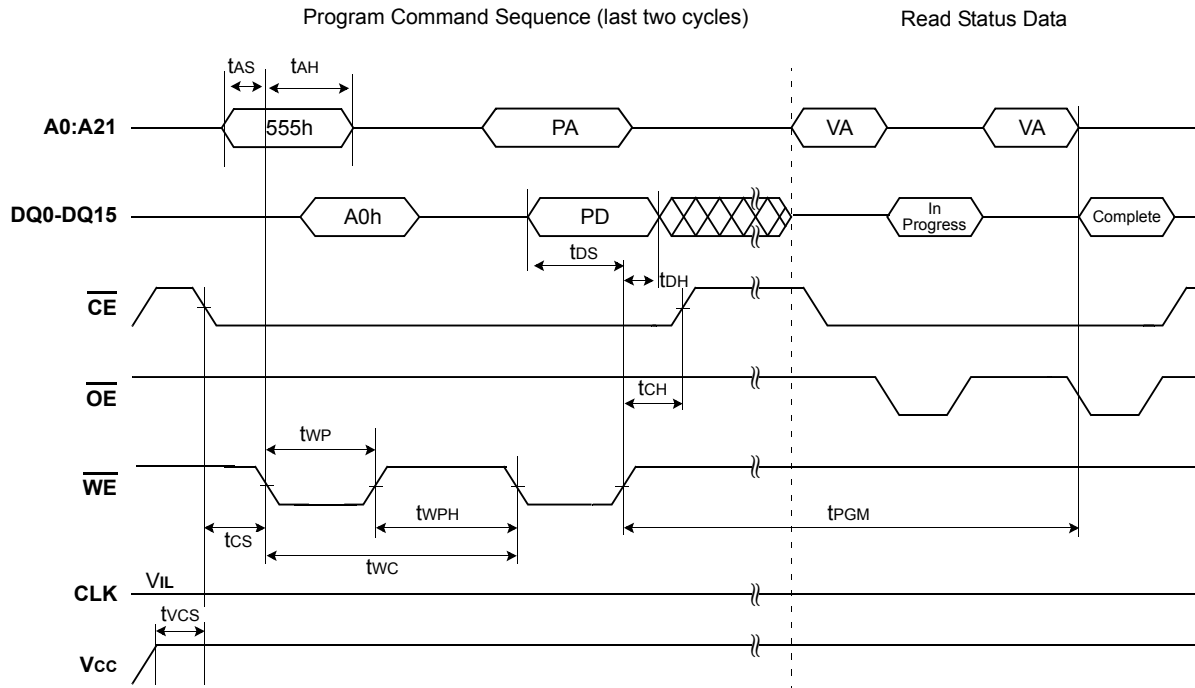 Program Command Sequence (last two cycles)
Read Status Data
tAS
tAH
A0:A21
555h
PA
VA
VA
DQ0-DQ15
A0h
PD
In
Progress
Complete
tDS
tDH
CE
OE
tCH
tWP
WE
tWPH
tPGM
tCS
tWC
CLK
VIL
tVCS
Vcc